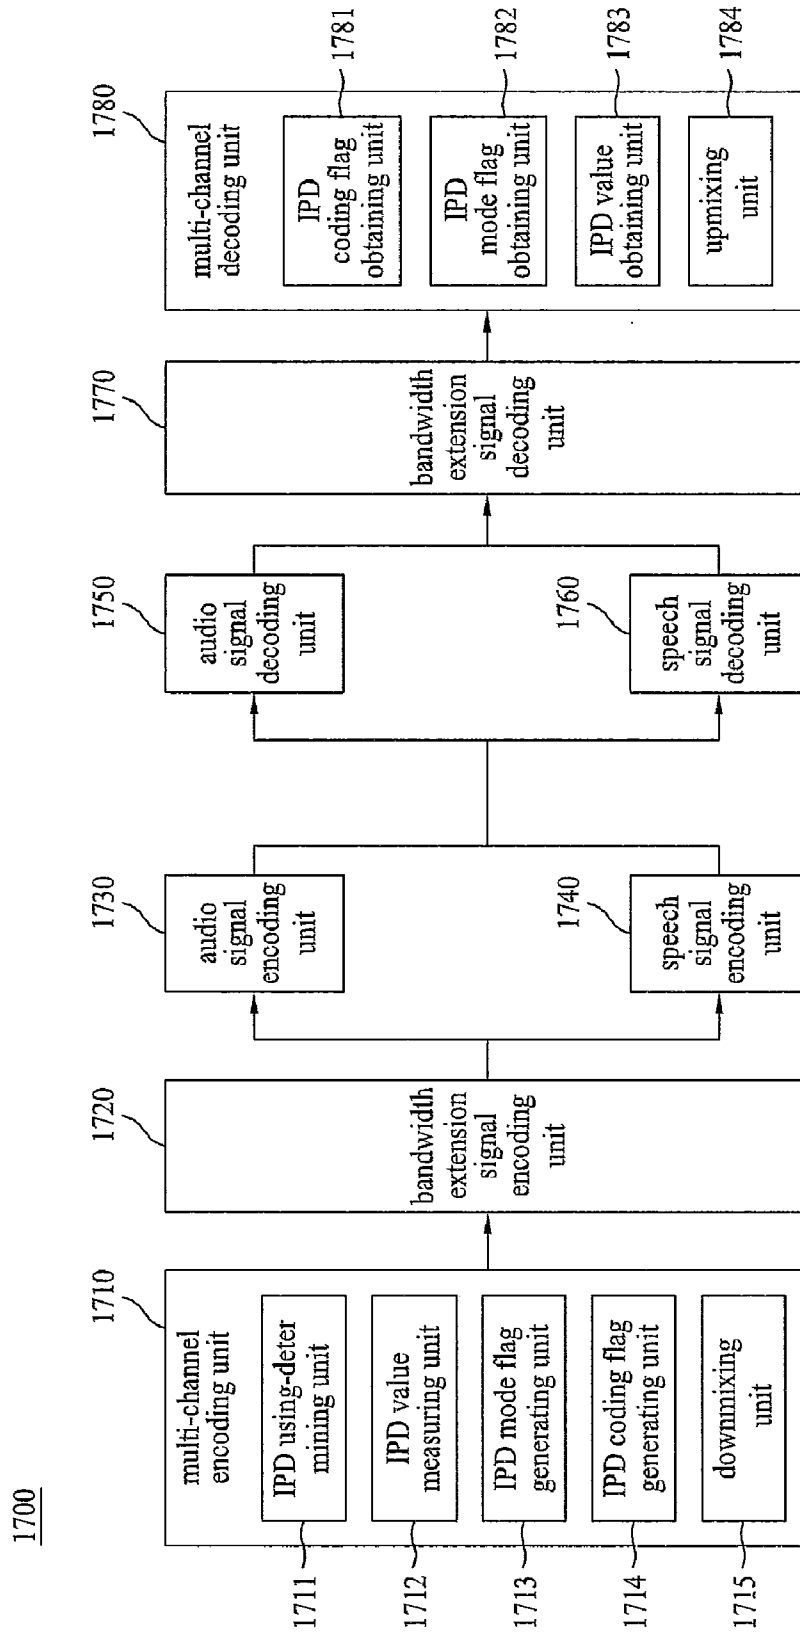 1700
1710
multi-channel
encoding unit
IPD using-deter
mining unit
1711
IPD value
measuring unit
1712
IPD mode flag
generating unit
1713
IPD coding flag
generating unit
1714
downmixing
unit
1715
1720
bandwidth
extension
signal
encoding
unit
1730
audio
signal
encoding
unit
1740
speech
signal
encoding
unit
1750
audio
signal
decoding
unit
1760
speech
signal
decoding
unit
1770
bandwidth
extension
signal
decoding
unit
1780
multi-channel
decoding unit
IPD
coding flag
obtaining unit
1781
IPD
mode flag
obtaining unit
1782
IPD value
obtaining unit
1783
upmixing
unit
1784